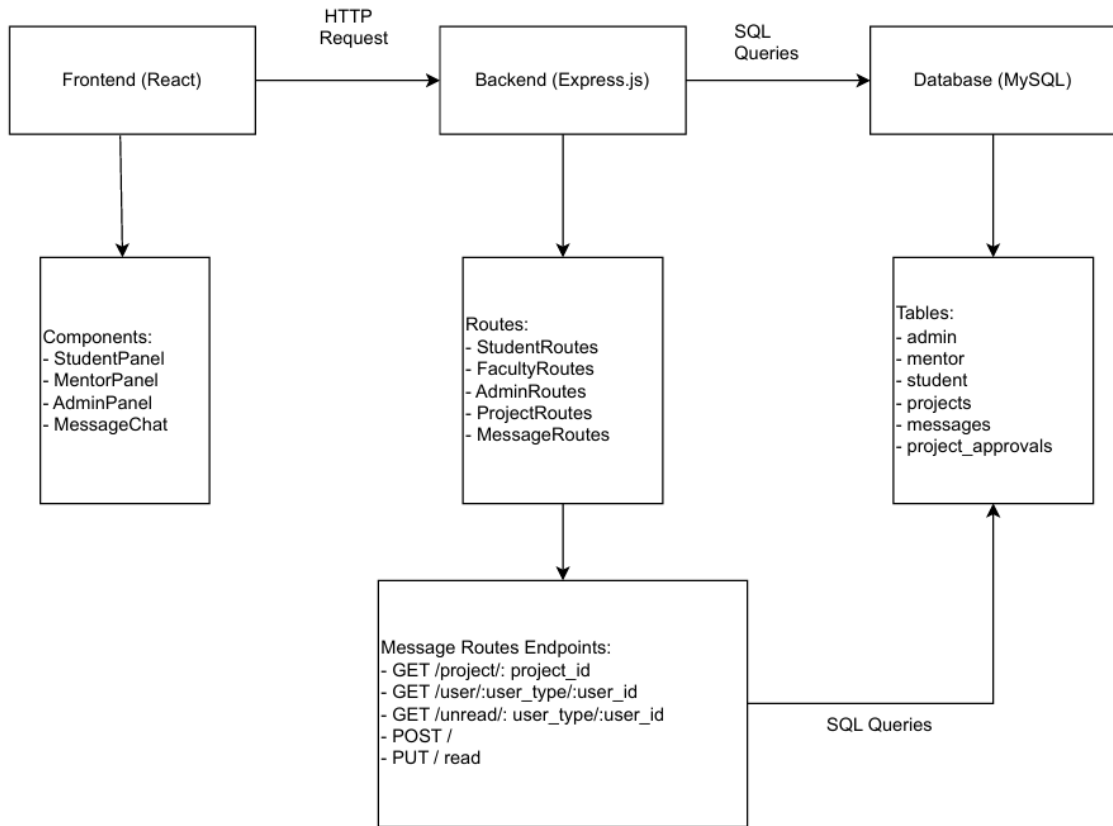 HTTP
Request
SQL
Queries
Frontend (React)
Backend (Express.js)
Database (MySQL)
Components:
- StudentPanel
- MentorPanel
- AdminPanel
- MessageChat
Routes:
- StudentRoutes
- FacultyRoutes
- AdminRoutes
- ProjectRoutes
- MessageRoutes
Tables:
- admin
- mentor
- student
- projects
- messages
- project_approvals
Message Routes Endpoints:
- GET /project/: project_id
- GET /user/:user_type/:user_id
- GET /unread/: user_type/:user_id
- POST /
- PUT / read
SQL Queries